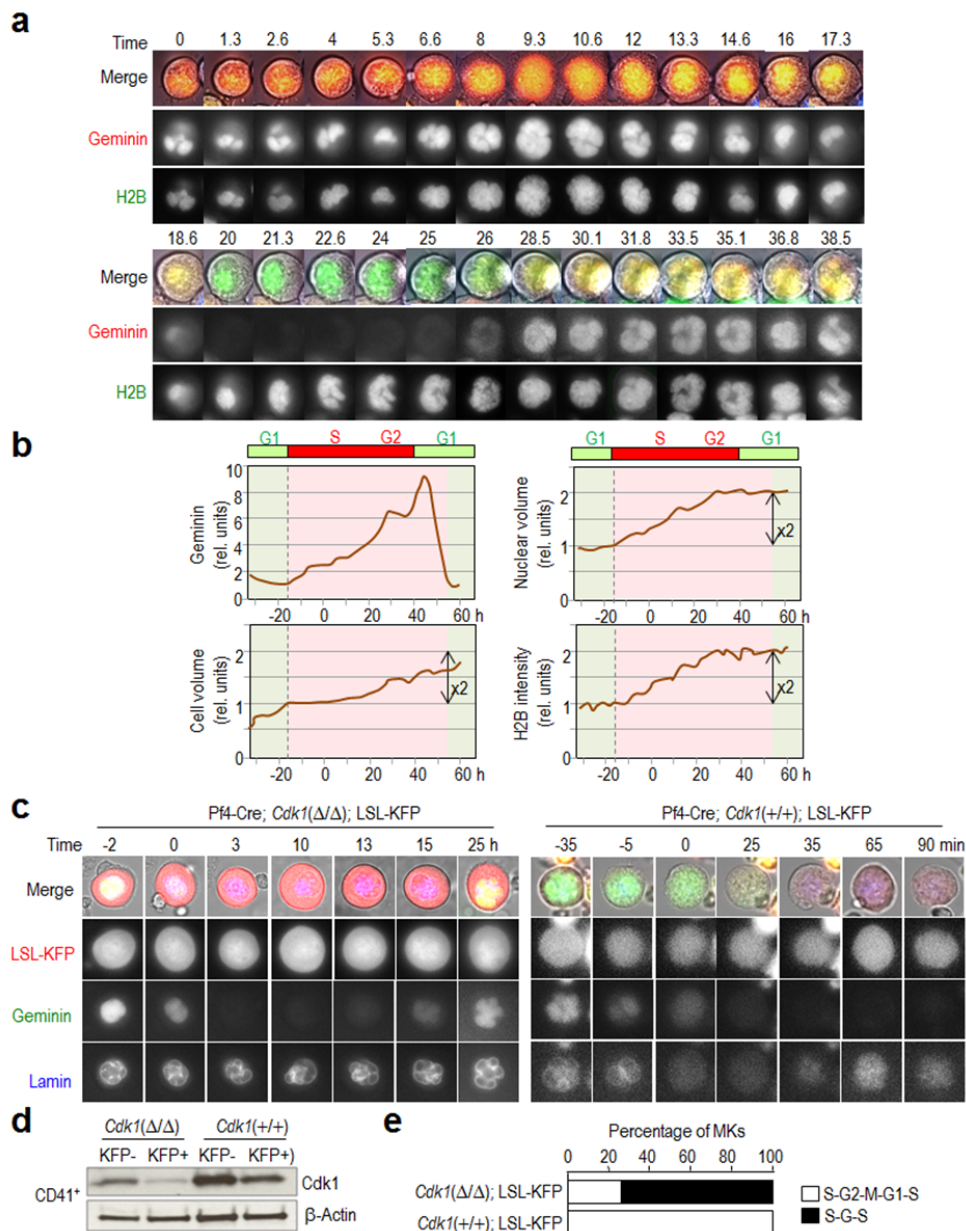 a
Time 0 1.3 2.6 4 5.3 6.6 8 9.3 10.6 12 13.3 14.6 16 17.3
Merge
Geminin
H2B
18.6 20 21.3 22.6 24 25 26 28.5 30.1 31.8 33.5 35.1 36.8 38.5
Merge
Geminin
H2B
b
G1 S G2 G1
Geminin
(rel. units)
10
8
6
4
2
0
-20 0 20 40 60 h
G1 S G2 G1
Nuclear volume
(rel. units)
2
1
0
x2
-20 0 20 40 60 h
Cell volume
(rel. units)
2
1
0
x2
-20 0 20 40 60 h
H2B intensity
(rel. units)
2
1
0
x2
-20 0 20 40 60 h
c
Pf4-Cre; Cdk1(Δ/Δ); LSL-KFP
Time -2 0 3 10 13 15 25 h
Pf4-Cre; Cdk1(+/+); LSL-KFP
-35 -5 0 25 35 65 90 min
Merge
LSL-KFP
Geminin
Lamin
d
Cdk1(Δ/Δ) Cdk1(+/+)
KFP- KFP+ KFP- KFP+)
CD41+
Cdk1
β-Actin
e
Percentage of MKs
0 20 40 60 80 100
Cdk1(Δ/Δ); LSL-KFP
Cdk1(+/+); LSL-KFP
S-G2-M-G1-S
S-G-S